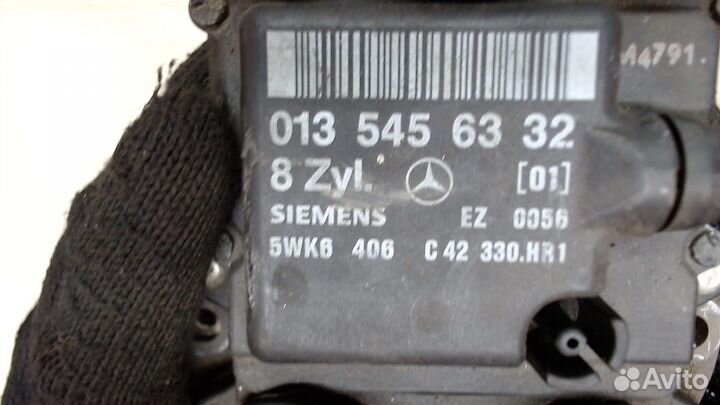 M4791.
013 545 63 32
8 Zyl. [01]
SIEMENS EZ 0056
5WK6 406 C 42 330.HR1
Avito